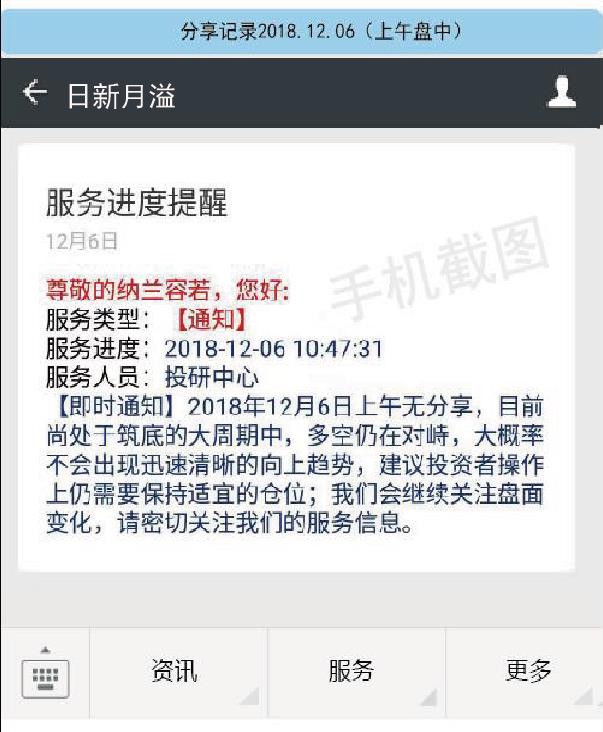 分享记录2018.12.06（上午盘中）
日新月溢
服务进度提醒
12月6日
手机截图
尊敬的纳兰容若，您好:
服务类型：【通知】
服务进度：2018-12-06 10:47:31
服务人员：投研中心
【即时通知】2018年12月6日上午无分享，目前
尚处于筑底的大周期中，多空仍在对峙，大概率
不会出现迅速清晰的向上趋势，建议投资者操作
上仍需要保持适宜的仓位；我们会继续关注盘面
变化，请密切关注我们的服务信息。
资讯
服务
更多